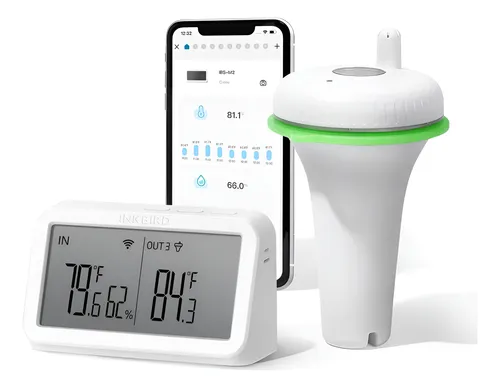 12:32
IBS-M2
81.1°
66.0
INKBIRD
IN
OUT 3
79.6 °F
62%
84.3 °F